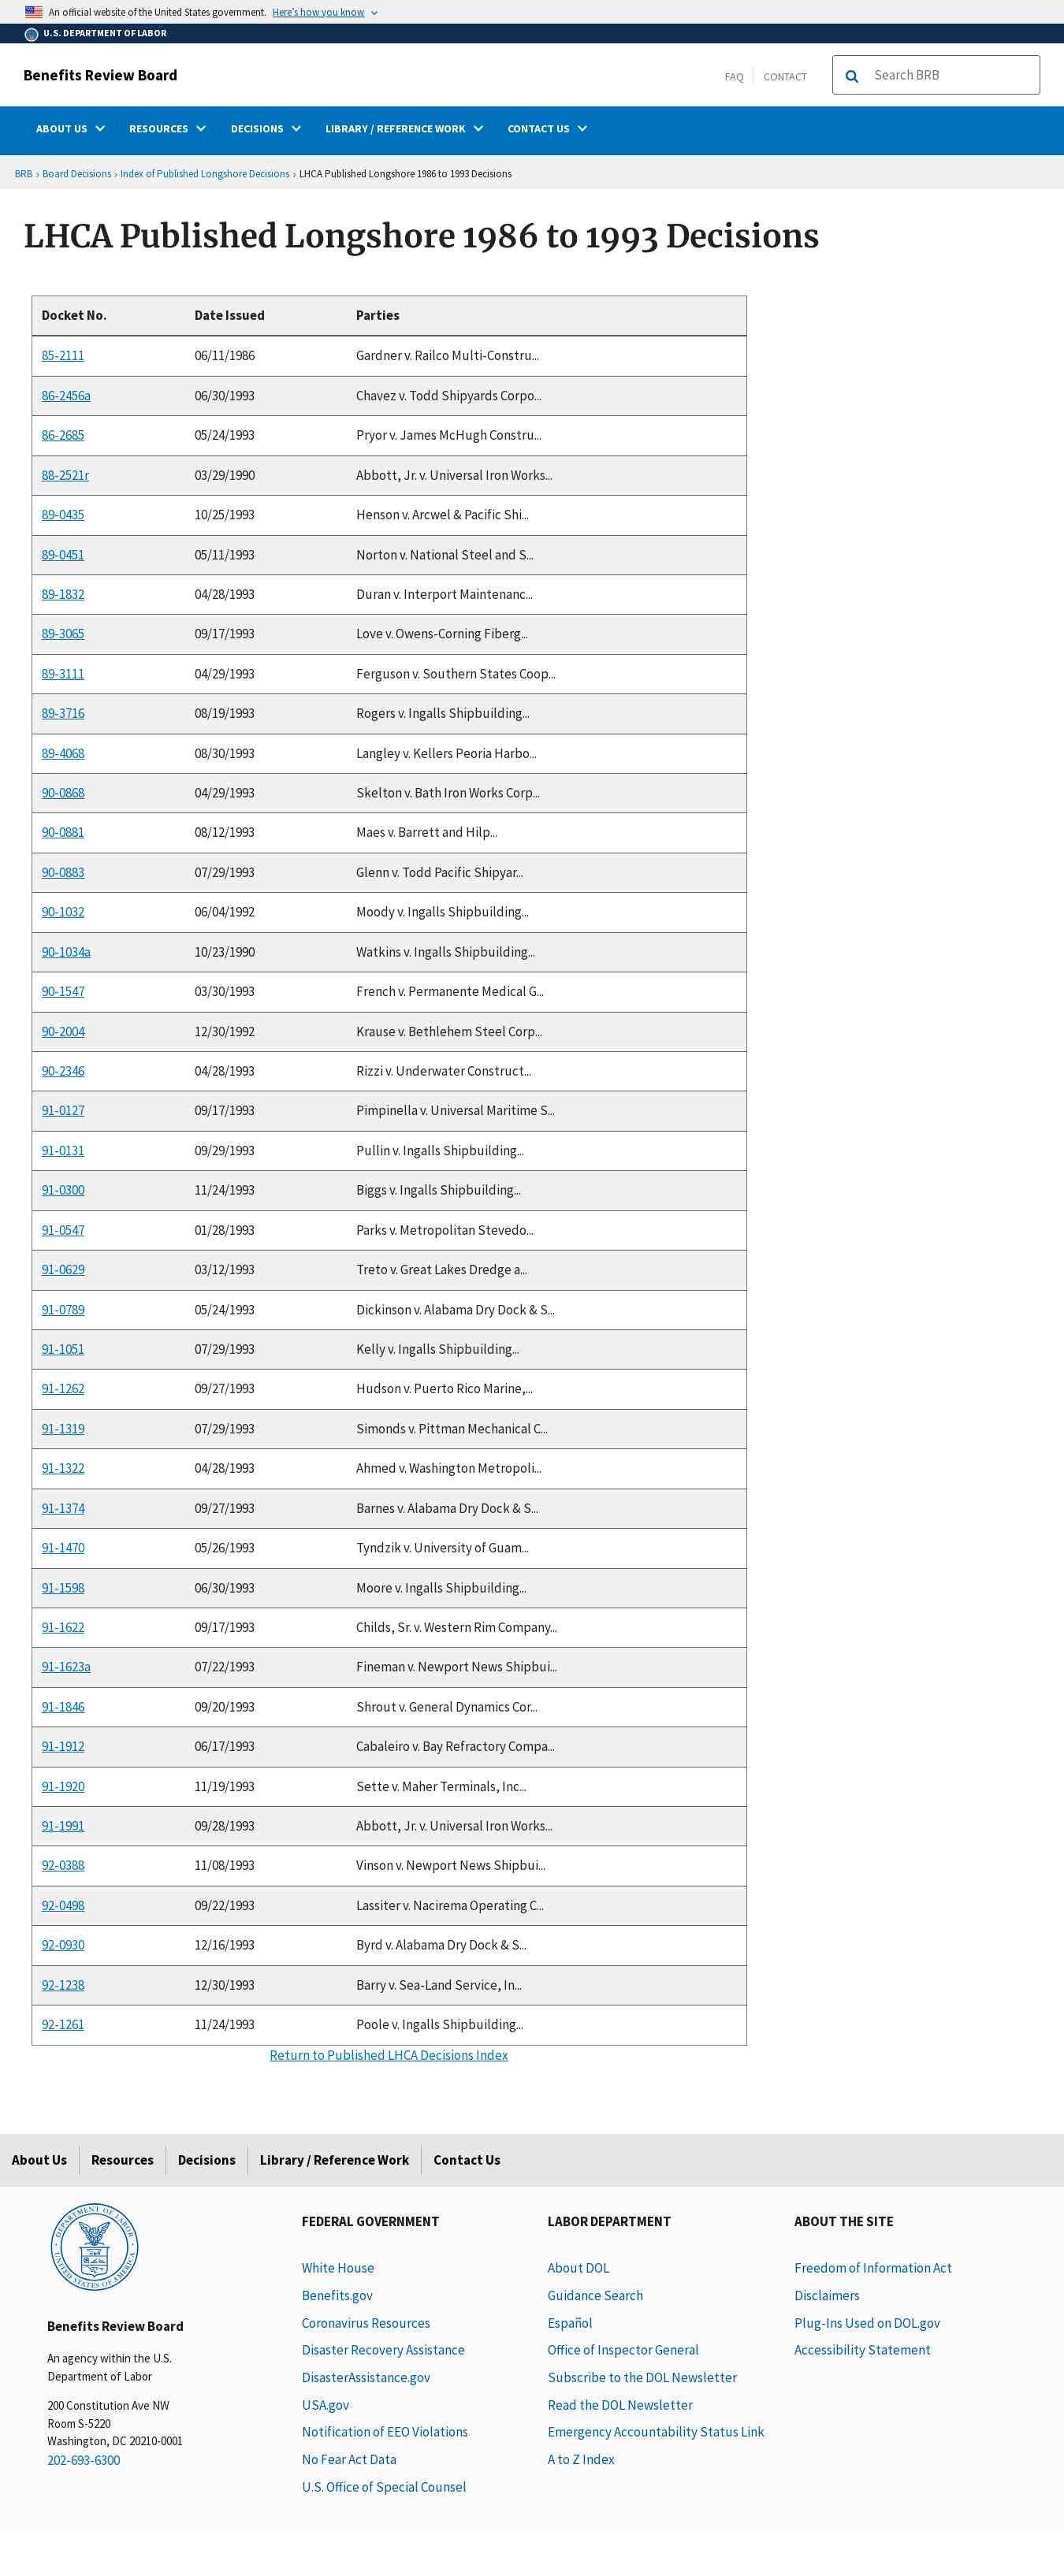 An official website of the United States government. Here's how you know
U.S. DEPARTMENT OF LABOR
Benefits Review Board
FAQ CONTACT Search BRB
ABOUT US RESOURCES DECISIONS LIBRARY / REFERENCE WORK CONTACT US
BRB › Board Decisions › Index of Published Longshore Decisions › LHCA Published Longshore 1986 to 1993 Decisions
LHCA Published Longshore 1986 to 1993 Decisions
Docket No. Date Issued Parties
85-2111 06/11/1986 Gardner v. Railco Multi-Constru...
86-2456a 06/30/1993 Chavez v. Todd Shipyards Corpo...
86-2685 05/24/1993 Pryor v. James McHugh Constru...
88-2521r 03/29/1990 Abbott, Jr. v. Universal Iron Works...
89-0435 10/25/1993 Henson v. Arcwel & Pacific Shi...
89-0451 05/11/1993 Norton v. National Steel and S...
89-1832 04/28/1993 Duran v. Interport Maintenanc...
89-3065 09/17/1993 Love v. Owens-Corning Fiberg...
89-3111 04/29/1993 Ferguson v. Southern States Coop...
89-3716 08/19/1993 Rogers v. Ingalls Shipbuilding...
89-4068 08/30/1993 Langley v. Kellers Peoria Harbo...
90-0868 04/29/1993 Skelton v. Bath Iron Works Corp...
90-0881 08/12/1993 Maes v. Barrett and Hilp...
90-0883 07/29/1993 Glenn v. Todd Pacific Shipyar...
90-1032 06/04/1992 Moody v. Ingalls Shipbuilding...
90-1034a 10/23/1990 Watkins v. Ingalls Shipbuilding...
90-1547 03/30/1993 French v. Permanente Medical G...
90-2004 12/30/1992 Krause v. Bethlehem Steel Corp...
90-2346 04/28/1993 Rizzi v. Underwater Construct...
91-0127 09/17/1993 Pimpinella v. Universal Maritime S...
91-0131 09/29/1993 Pullin v. Ingalls Shipbuilding...
91-0300 11/24/1993 Biggs v. Ingalls Shipbuilding...
91-0547 01/28/1993 Parks v. Metropolitan Stevedo...
91-0629 03/12/1993 Treto v. Great Lakes Dredge a...
91-0789 05/24/1993 Dickinson v. Alabama Dry Dock & S...
91-1051 07/29/1993 Kelly v. Ingalls Shipbuilding...
91-1262 09/27/1993 Hudson v. Puerto Rico Marine,...
91-1319 07/29/1993 Simonds v. Pittman Mechanical C...
91-1322 04/28/1993 Ahmed v. Washington Metropoli...
91-1374 09/27/1993 Barnes v. Alabama Dry Dock & S...
91-1470 05/26/1993 Tyndzik v. University of Guam...
91-1598 06/30/1993 Moore v. Ingalls Shipbuilding...
91-1622 09/17/1993 Childs, Sr. v. Western Rim Company...
91-1623a 07/22/1993 Fineman v. Newport News Shipbui...
91-1846 09/20/1993 Shrout v. General Dynamics Cor...
91-1912 06/17/1993 Cabaleiro v. Bay Refractory Compa...
91-1920 11/19/1993 Sette v. Maher Terminals, Inc...
91-1991 09/28/1993 Abbott, Jr. v. Universal Iron Works...
92-0388 11/08/1993 Vinson v. Newport News Shipbui...
92-0498 09/22/1993 Lassiter v. Nacirema Operating C...
92-0930 12/16/1993 Byrd v. Alabama Dry Dock & S...
92-1238 12/30/1993 Barry v. Sea-Land Service, In...
92-1261 11/24/1993 Poole v. Ingalls Shipbuilding...
Return to Published LHCA Decisions Index
About Us Resources Decisions Library / Reference Work Contact Us
DEPARTMENT OF LABOR
UNITED STATES OF AMERICA
Benefits Review Board
An agency within the U.S.
Department of Labor
200 Constitution Ave NW
Room S-5220
Washington, DC 20210-0001
202-693-6300
FEDERAL GOVERNMENT
White House
Benefits.gov
Coronavirus Resources
Disaster Recovery Assistance
DisasterAssistance.gov
USA.gov
Notification of EEO Violations
No Fear Act Data
U.S. Office of Special Counsel
LABOR DEPARTMENT
About DOL
Guidance Search
Español
Office of Inspector General
Subscribe to the DOL Newsletter
Read the DOL Newsletter
Emergency Accountability Status Link
A to Z Index
ABOUT THE SITE
Freedom of Information Act
Disclaimers
Plug-Ins Used on DOL.gov
Accessibility Statement